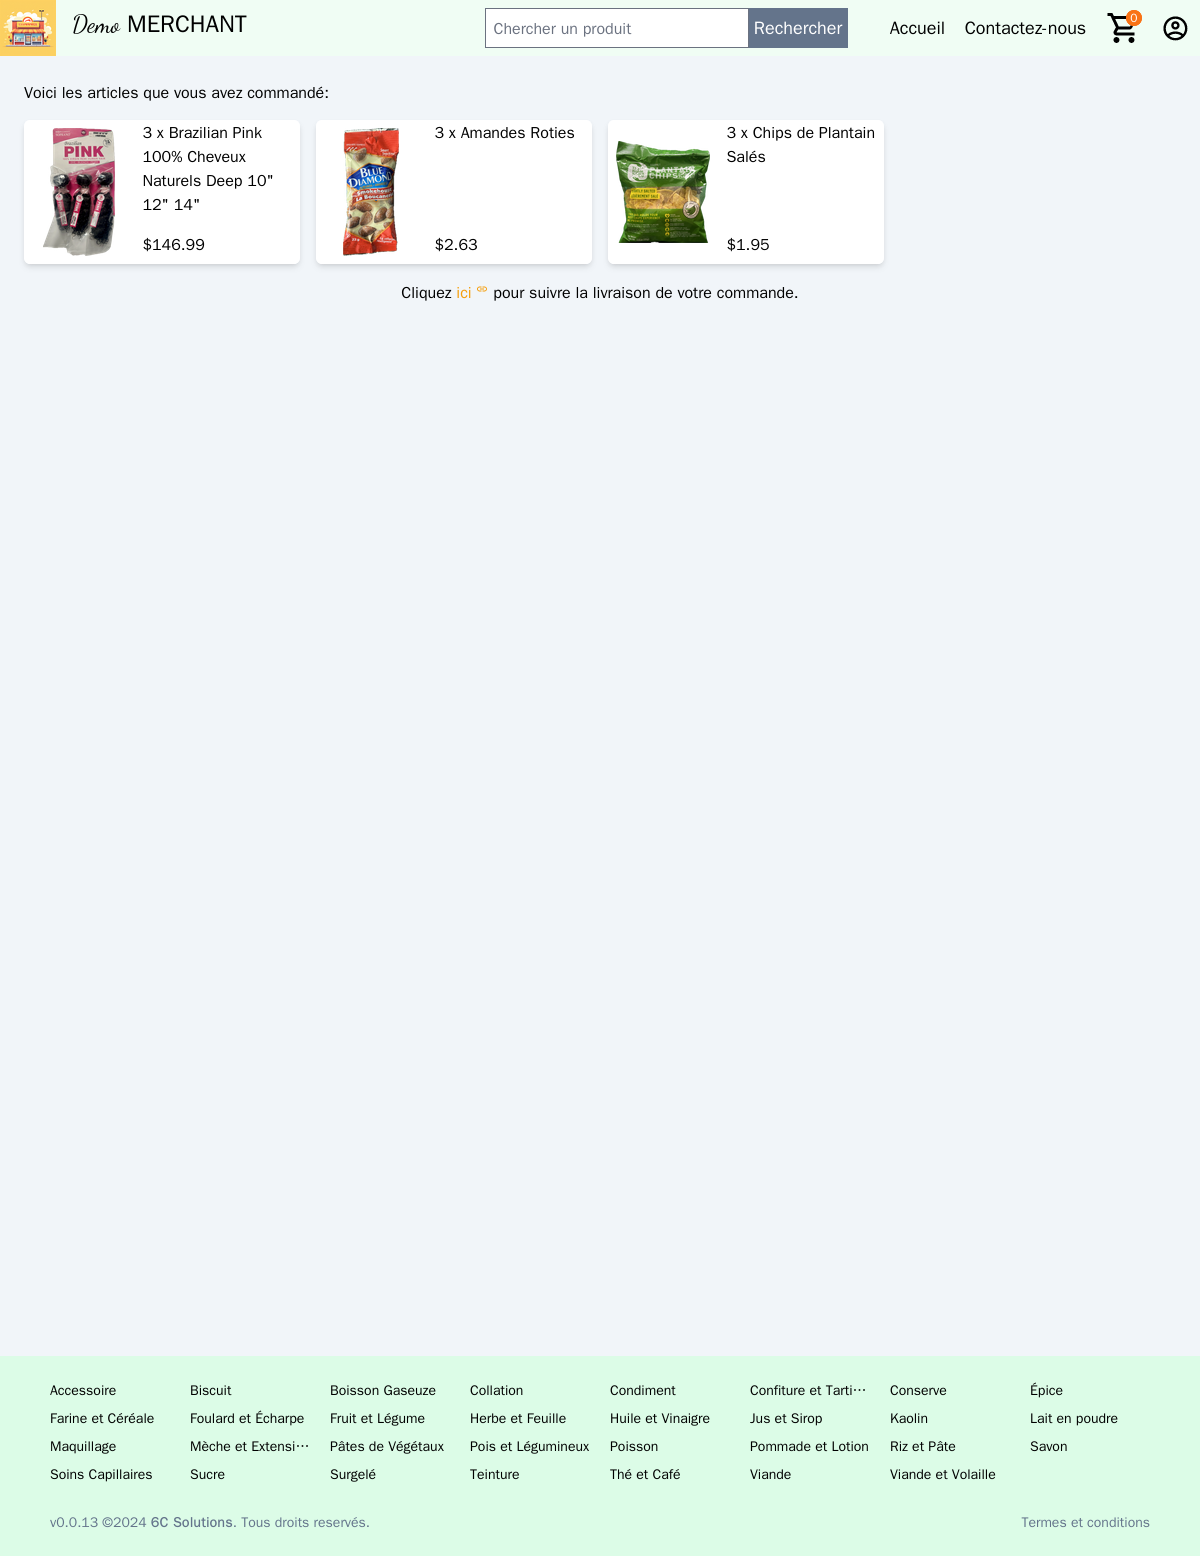 Demo MERCHANT
Chercher un produit
Rechercher
Accueil
Contactez-nous
0
Voici les articles que vous avez commandé:
3 x Brazilian Pink
100% Cheveux
Naturels Deep 10"
12" 14"
$146.99
PINK
3 x Amandes Roties
$2.63
BLUE
DIAMOND
3 x Chips de Plantain
Salés
$1.95
PLANTAIN
CHIPS
Cliquez ici pour suivre la livraison de votre commande.
Accessoire
Biscuit
Boisson Gaseuze
Collation
Condiment
Confiture et Tarti…
Conserve
Épice
Farine et Céréale
Foulard et Écharpe
Fruit et Légume
Herbe et Feuille
Huile et Vinaigre
Jus et Sirop
Kaolin
Lait en poudre
Maquillage
Mèche et Extensi…
Pâtes de Végétaux
Pois et Légumineux
Poisson
Pommade et Lotion
Riz et Pâte
Savon
Soins Capillaires
Sucre
Surgelé
Teinture
Thé et Café
Viande
Viande et Volaille
v0.0.13 ©2024 6C Solutions. Tous droits reservés.
Termes et conditions